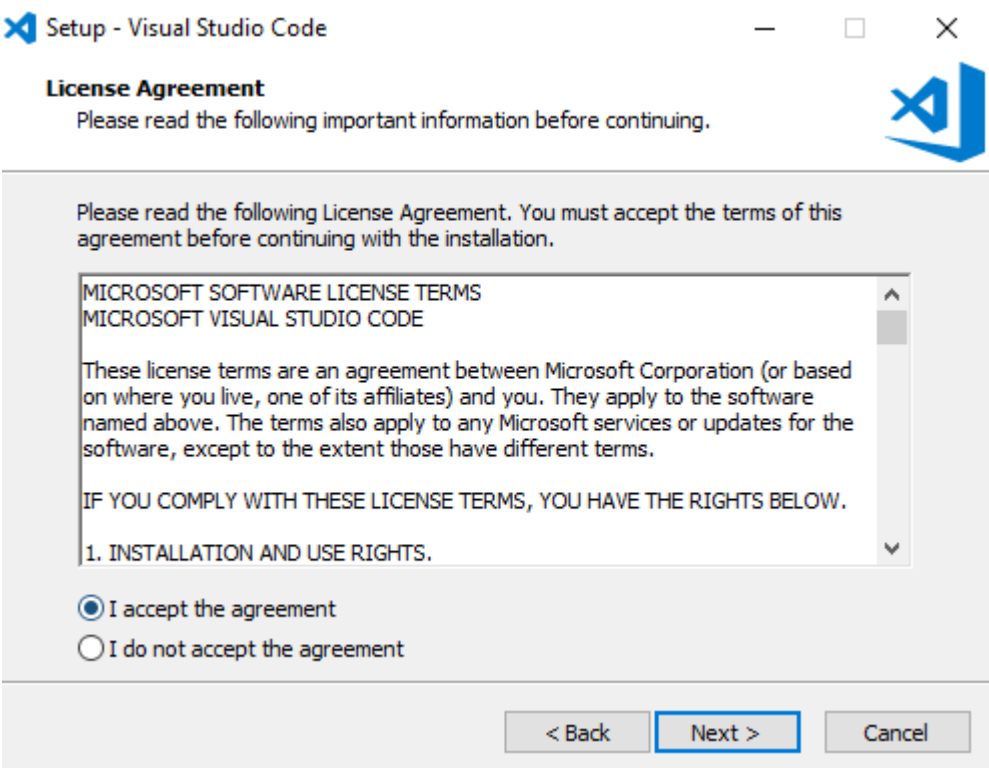 Setup - Visual Studio Code
License Agreement
Please read the following important information before continuing.
Please read the following License Agreement. You must accept the terms of this
agreement before continuing with the installation.
MICROSOFT SOFTWARE LICENSE TERMS
MICROSOFT VISUAL STUDIO CODE
These license terms are an agreement between Microsoft Corporation (or based
on where you live, one of its affiliates) and you. They apply to the software
named above. The terms also apply to any Microsoft services or updates for the
software, except to the extent those have different terms.
IF YOU COMPLY WITH THESE LICENSE TERMS, YOU HAVE THE RIGHTS BELOW.
1. INSTALLATION AND USE RIGHTS.
I accept the agreement
I do not accept the agreement
< Back Next > Cancel